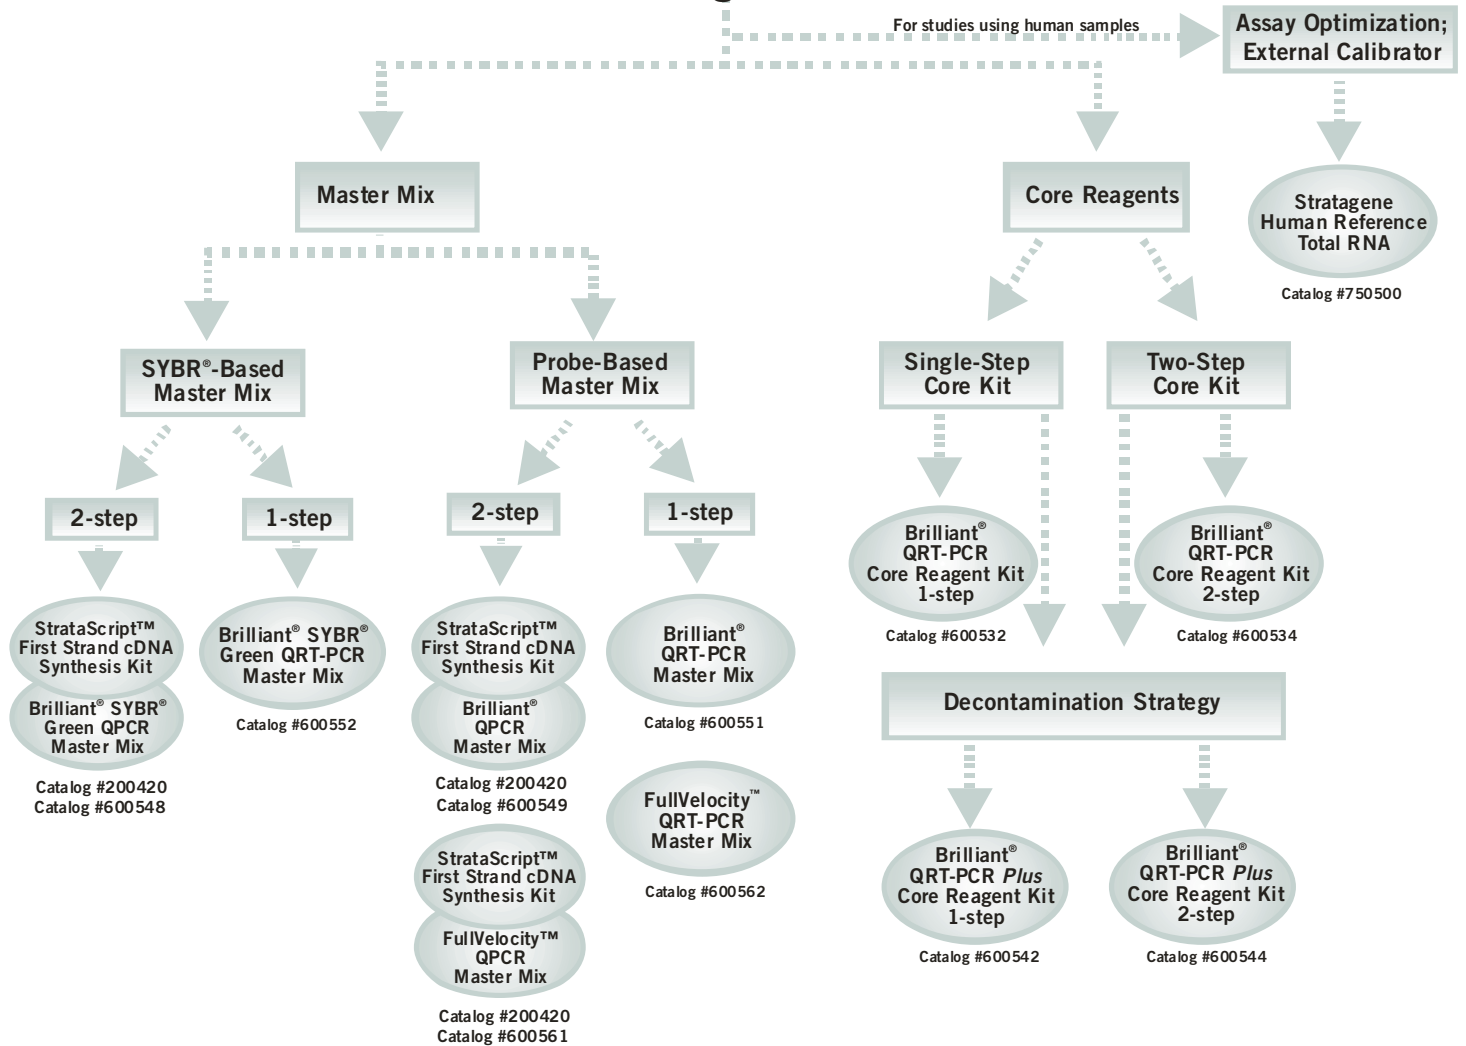 For studies using human samples
Assay Optimization;
External Calibrator
Stratagene
Human Reference
Total RNA
Catalog #750500
Master Mix
Core Reagents
SYBR®-Based
Master Mix
Probe-Based
Master Mix
Single-Step
Core Kit
Two-Step
Core Kit
2-step
1-step
2-step
1-step
StrataScript™
First Strand cDNA
Synthesis Kit
Brilliant® SYBR®
Green QPCR
Master Mix
Catalog #200420
Catalog #600548
Brilliant® SYBR®
Green QRT-PCR
Master Mix
Catalog #600552
StrataScript™
First Strand cDNA
Synthesis Kit
Brilliant®
QPCR
Master Mix
Catalog #200420
Catalog #600549
StrataScript™
First Strand cDNA
Synthesis Kit
FullVelocity™
QPCR
Master Mix
Catalog #200420
Catalog #600561
Brilliant®
QRT-PCR
Master Mix
Catalog #600551
FullVelocity™
QRT-PCR
Master Mix
Catalog #600562
Brilliant®
QRT-PCR
Core Reagent Kit
1-step
Catalog #600532
Brilliant®
QRT-PCR
Core Reagent Kit
2-step
Catalog #600534
Decontamination Strategy
Brilliant®
QRT-PCR Plus
Core Reagent Kit
1-step
Catalog #600542
Brilliant®
QRT-PCR Plus
Core Reagent Kit
2-step
Catalog #600544